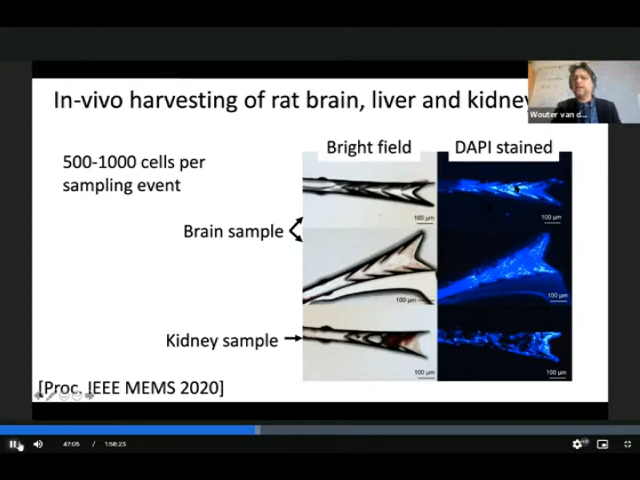 In-vivo harvesting of rat brain, liver and kidney
Wouter van d...
500-1000 cells per
sampling event
Bright field
DAPI stained
100 µm
100 µm
Brain sample
100 µm
100 µm
Kidney sample
100 µm
100 µm
[Proc. IEEE MEMS 2020]
47:05 / 1:58:23